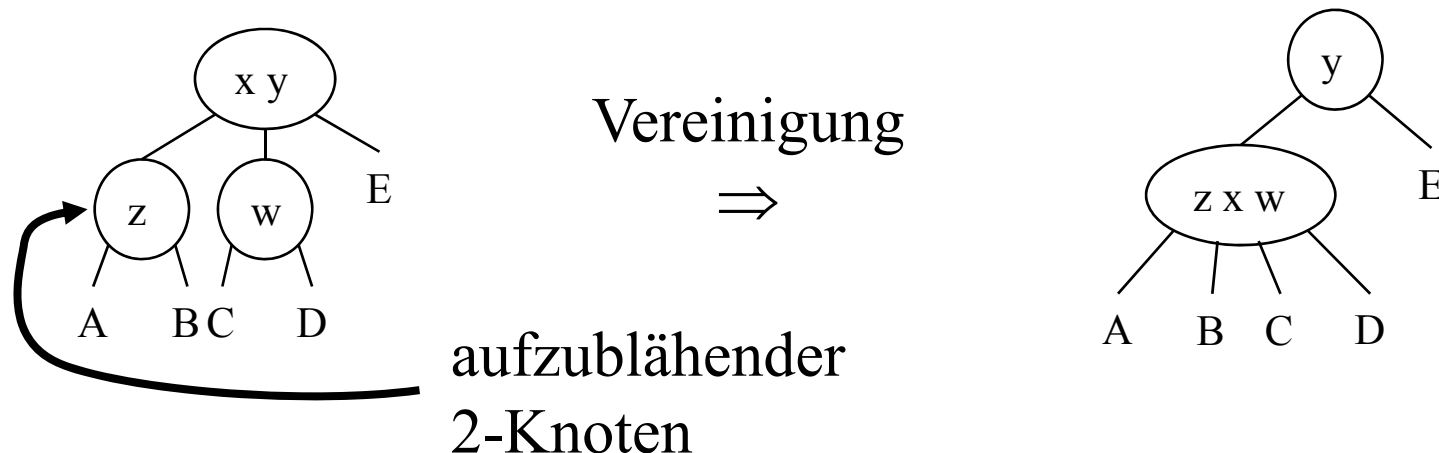 x y
z
w
E
A
B
C
D
Vereinigung
⇒
aufzublähender
2-Knoten
y
z x w
E
A
B
C
D